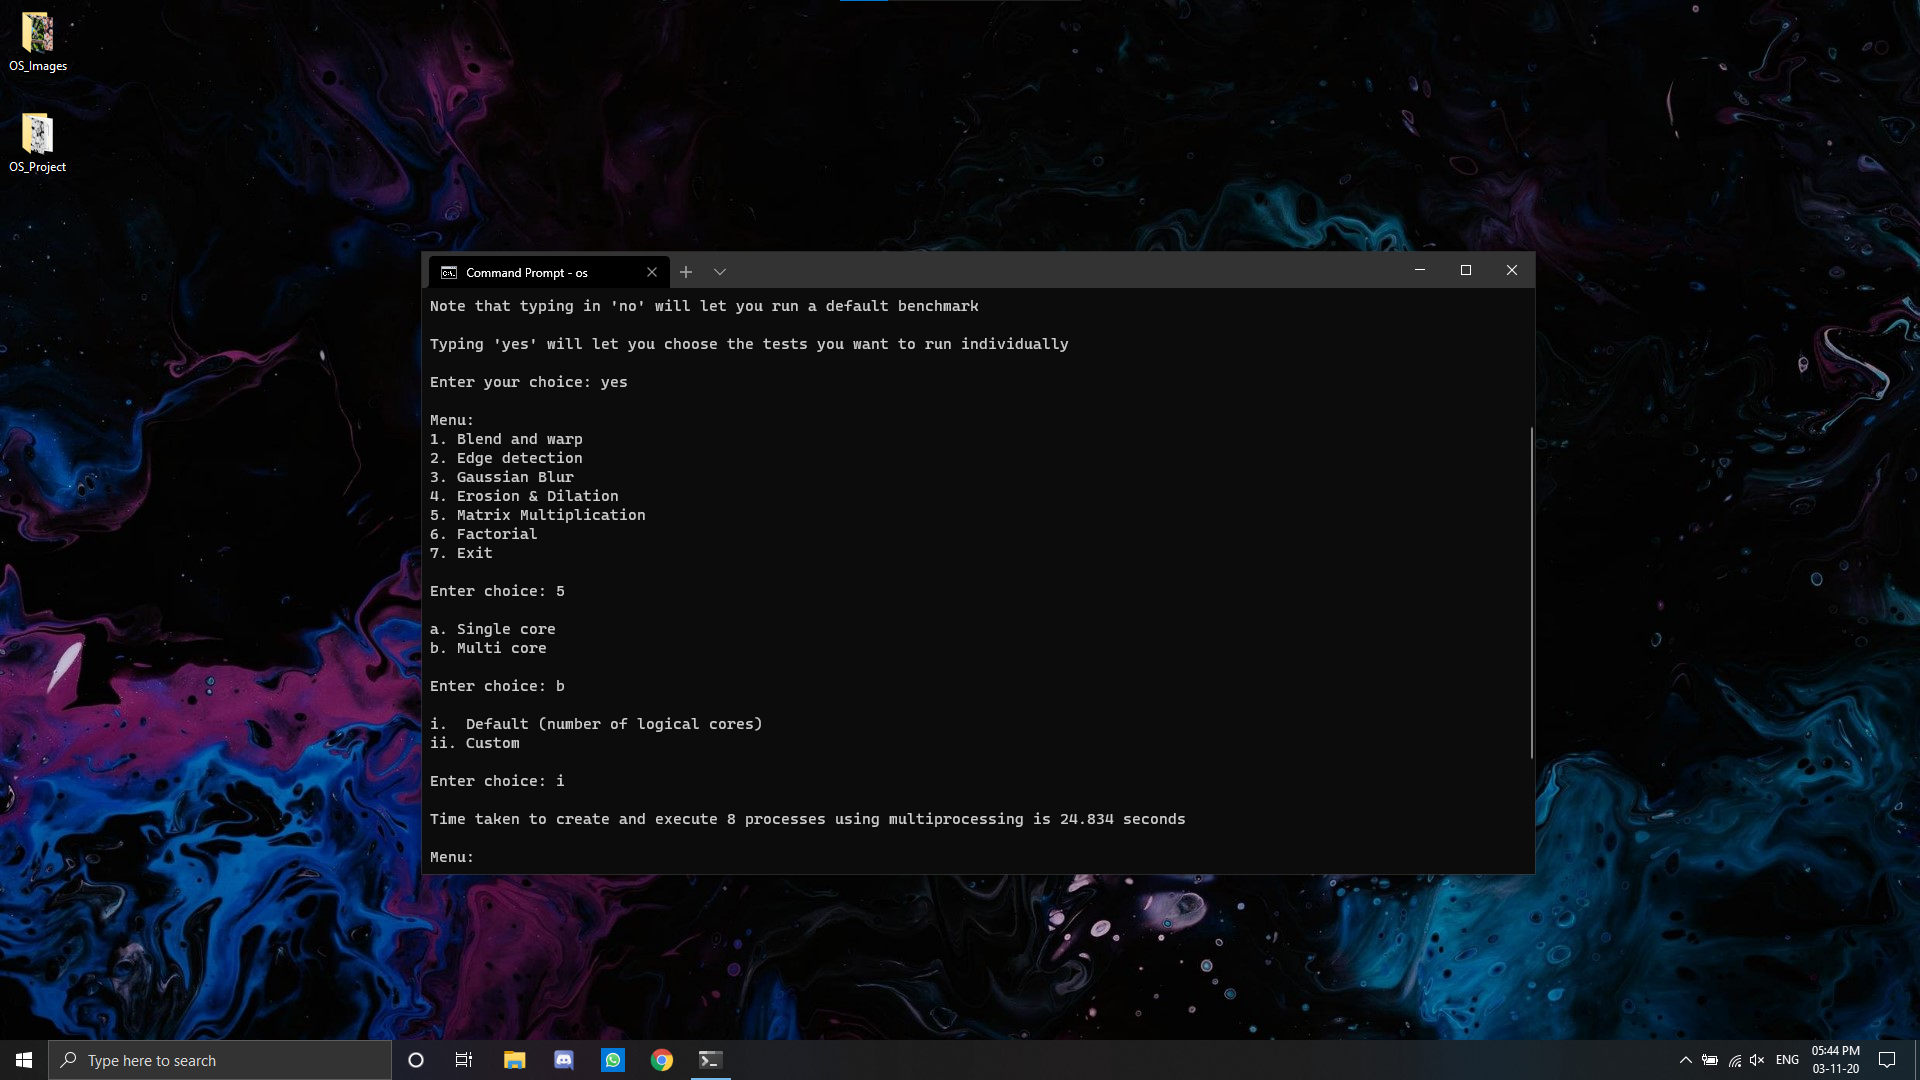 OS_Images
OS_Project
Command Prompt - os
Note that typing in 'no' will let you run a default benchmark
Typing 'yes' will let you choose the tests you want to run individually
Enter your choice: yes
Menu:
1. Blend and warp
2. Edge detection
3. Gaussian Blur
4. Erosion & Dilation
5. Matrix Multiplication
6. Factorial
7. Exit
Enter choice: 5
a. Single core
b. Multi core
Enter choice: b
i.  Default (number of logical cores)
ii. Custom
Enter choice: i
Time taken to create and execute 8 processes using multiprocessing is 24.834 seconds
Menu:
Type here to search
ENG
05:44 PM
03-11-20